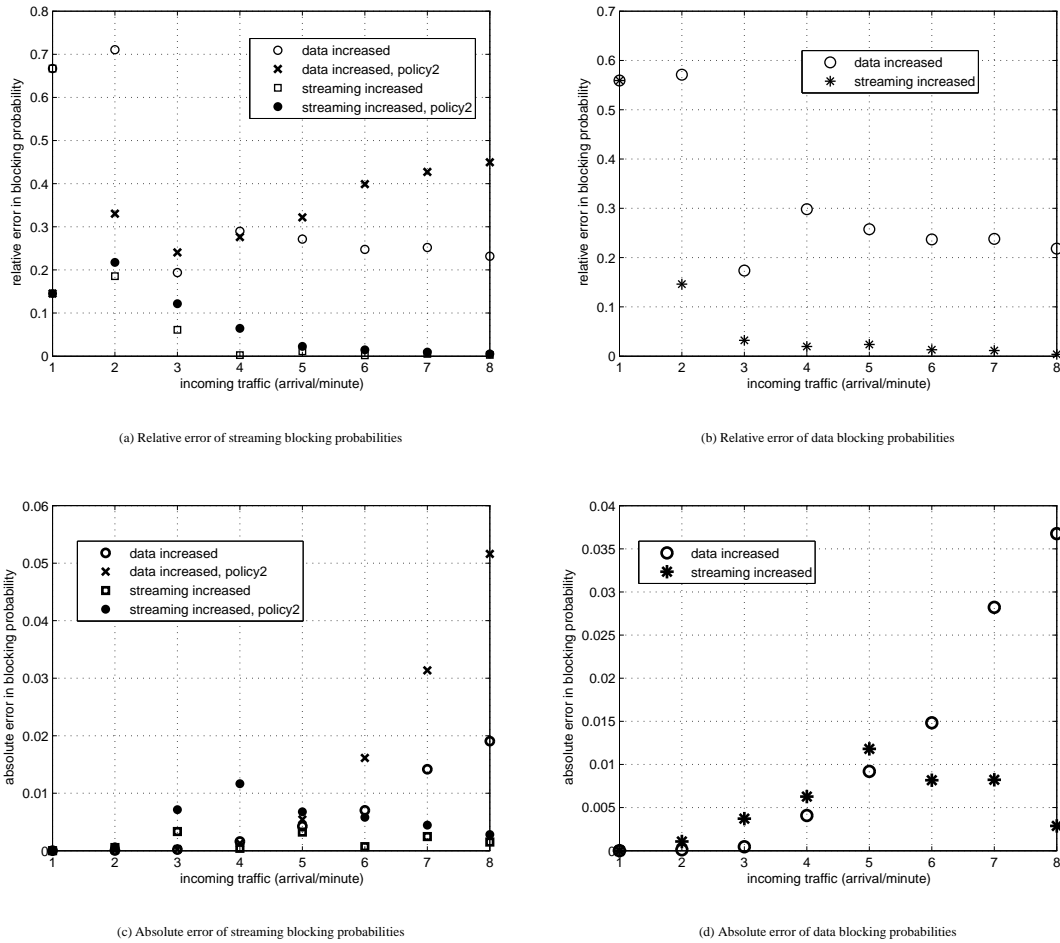 0.8
0.7
0.6
0.5
0.4
0.3
0.2
0.1
0
relative error in blocking probability
data increased
data increased, policy2
streaming increased
streaming increased, policy2
1 2 3 4 5 6 7 8
incoming traffic (arrival/minute)
(a) Relative error of streaming blocking probabilities
0.7
0.6
0.5
0.4
0.3
0.2
0.1
0
relative error in blocking probability
data increased
streaming increased
1 2 3 4 5 6 7 8
incoming traffic (arrival/minute)
(b) Relative error of data blocking probabilities
0.06
0.05
0.04
0.03
0.02
0.01
0
absolute error in blocking probability
data increased
data increased, policy2
streaming increased
streaming increased, policy2
1 2 3 4 5 6 7 8
incoming traffic (arrival/minute)
(c) Absolute error of streaming blocking probabilities
0.04
0.035
0.03
0.025
0.02
0.015
0.01
0.005
0
absolute error in blocking probability
data increased
streaming increased
1 2 3 4 5 6 7 8
incoming traffic (arrival/minute)
(d) Absolute error of data blocking probabilities